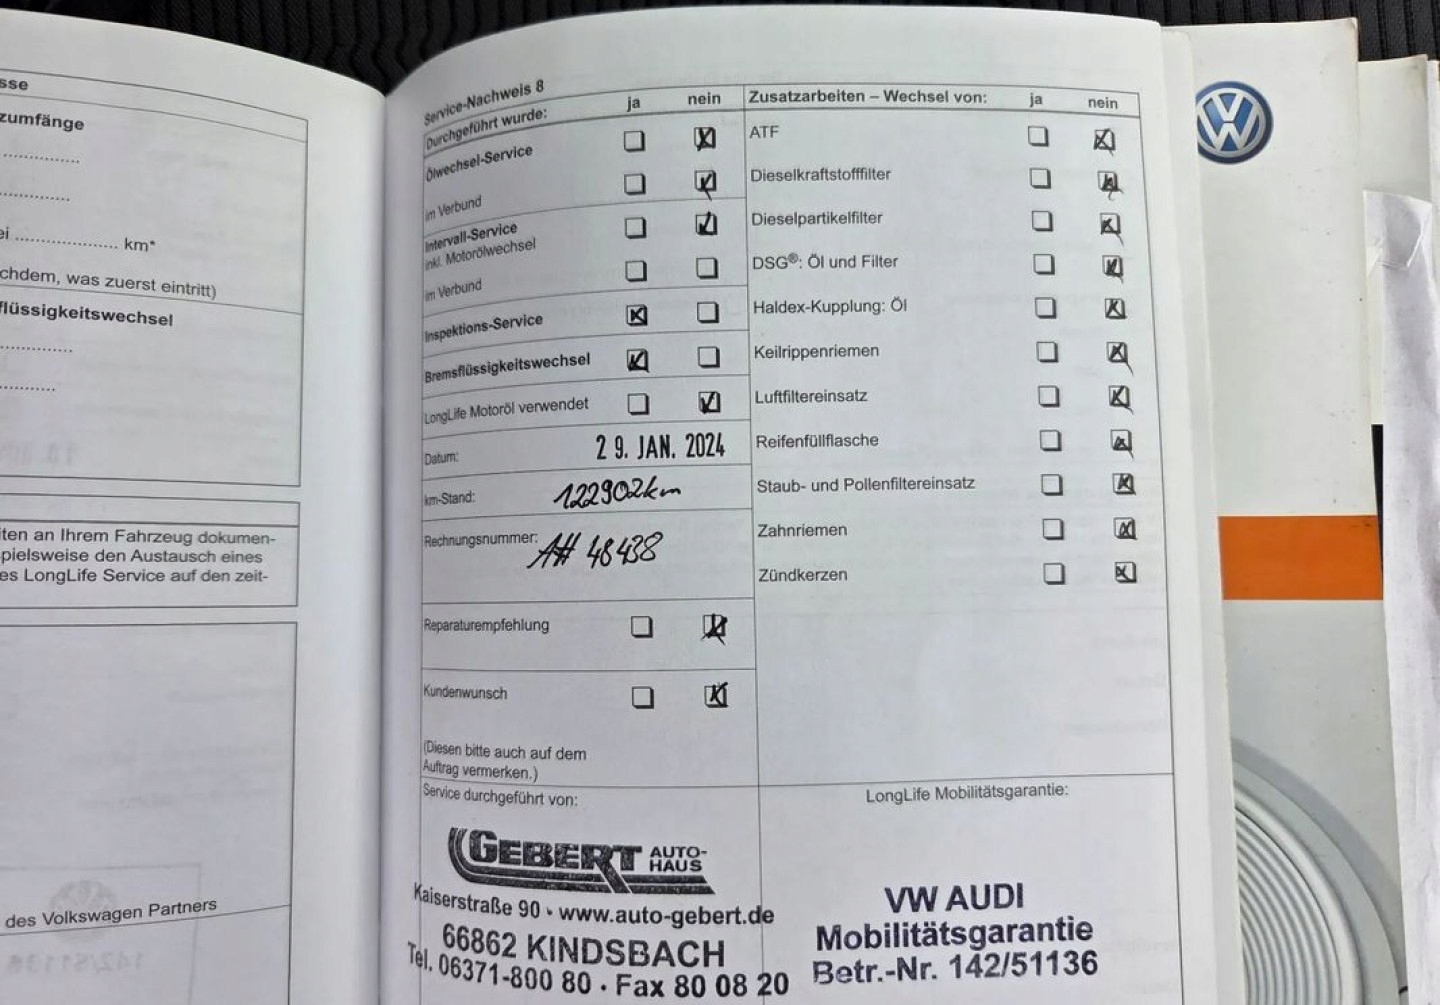 sse
zumfänge
ei ................... km*
chdem, was zuerst eintritt)
flüssigkeitswechsel
iten an Ihrem Fahrzeug dokumen-
spielsweise den Austausch eines
es LongLife Service auf den zeit-
des Volkswagen Partners
Service-Nachweis 8
Durchgeführt wurde: ja nein
Ölwechsel-Service
im Verbund
Intervall-Service
inkl. Motorölwechsel
im Verbund
Inspektions-Service
Bremsflüssigkeitswechsel
LongLife Motoröl verwendet
Datum: 29. JAN. 2024
km-Stand: 122902km
Rechnungsnummer: AH 48438
Reparaturempfehlung
Kundenwunsch
(Diesen bitte auch auf dem
Auftrag vermerken.)
Service durchgeführt von:
GEBERT AUTO-
HAUS
Kaiserstraße 90 • www.auto-gebert.de
66862 KINDSBACH
Tel. 06371-800 80 • Fax 80 08 20
Zusatzarbeiten – Wechsel von: ja nein
ATF
Dieselkraftstofffilter
Dieselpartikelfilter
DSG®: Öl und Filter
Haldex-Kupplung: Öl
Keilrippenriemen
Luftfiltereinsatz
Reifenfüllflasche
Staub- und Pollenfiltereinsatz
Zahnriemen
Zündkerzen
LongLife Mobilitätsgarantie:
VW AUDI
Mobilitätsgarantie
Betr.-Nr. 142/51136
VW